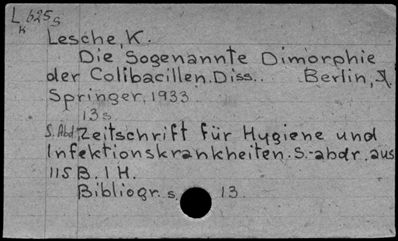 L k 625 s
Lesche, K.
Die Sogenannte Dimorphie
der Colibacillen. Diss.. Berlin,
Springer, 1933
13 s
S. Abd. Zeitschrift für Hygiene und
Infektionskrankheiten. S.-abdr. aus
115 B. 1 H.
Bibliogr. s. 13.